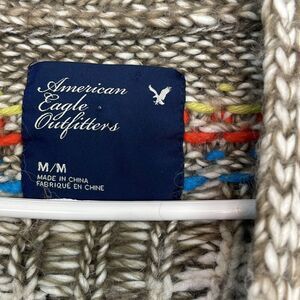 American
Eagle
Outfitters
M/M
MADE IN CHINA
FABRIQUÉ EN CHINE